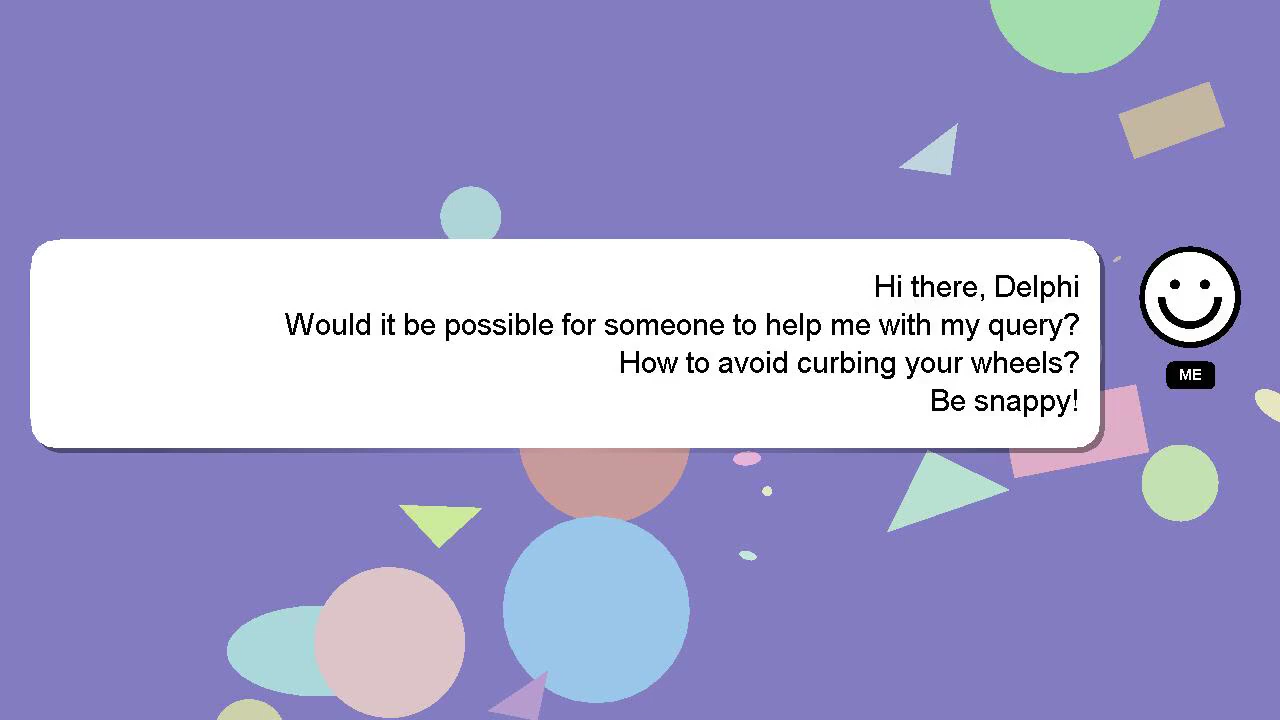 Hi there, Delphi
Would it be possible for someone to help me with my query?
How to avoid curbing your wheels?
Be snappy!
ME